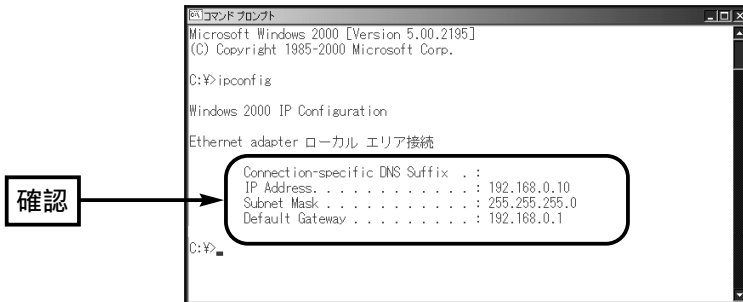 コマンド プロンプト
Microsoft Windows 2000 [Version 5.00.2195]
(C) Copyright 1985-2000 Microsoft Corp.
C:¥>ipconfig
Windows 2000 IP Configuration
Ethernet adapter ローカル エリア接続
Connection-specific DNS Suffix . :
IP Address. . . . . . . . . . . . : 192.168.0.10
Subnet Mask . . . . . . . . . . . : 255.255.255.0
Default Gateway . . . . . . . . . : 192.168.0.1
確認
C:¥>_